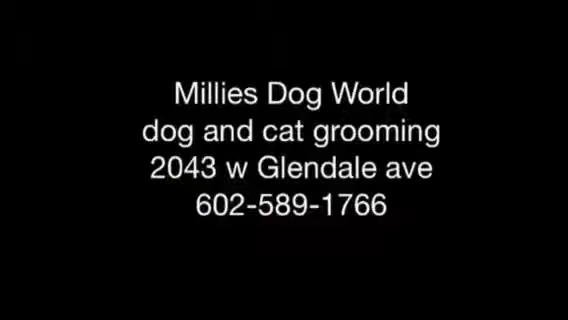 Millies Dog World
dog and cat grooming
2043 w Glendale ave
602-589-1766